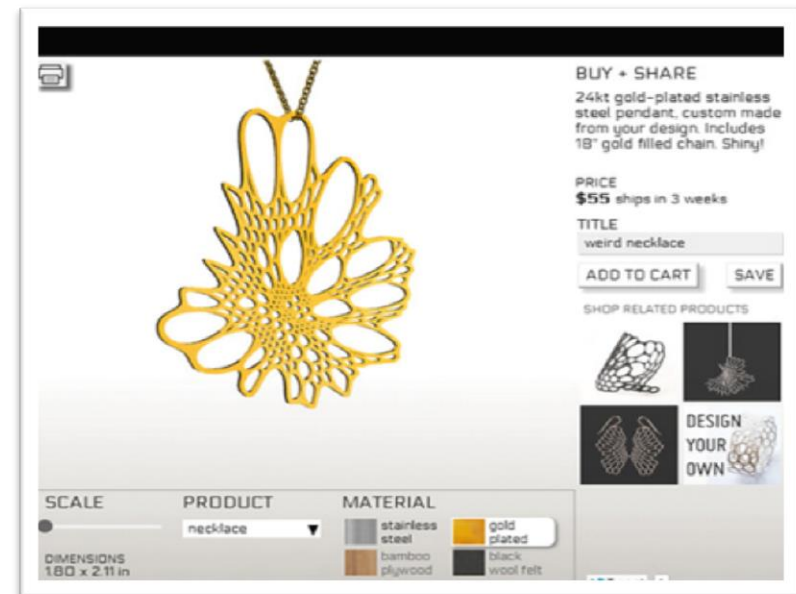 BUY + SHARE
24kt gold-plated stainless
steel pendant, custom made
from your design. Includes
18" gold filled chain. Shiny!
PRICE
$55 ships in 3 weeks
TITLE
weird necklace
ADD TO CART
SAVE
SHOP RELATED PRODUCTS
DESIGN
YOUR
OWN
SCALE
DIMENSIONS
1.80 x 2.11 in
PRODUCT
necklace
MATERIAL
stainless
steel
gold
plated
bamboo
plywood
black
wool felt